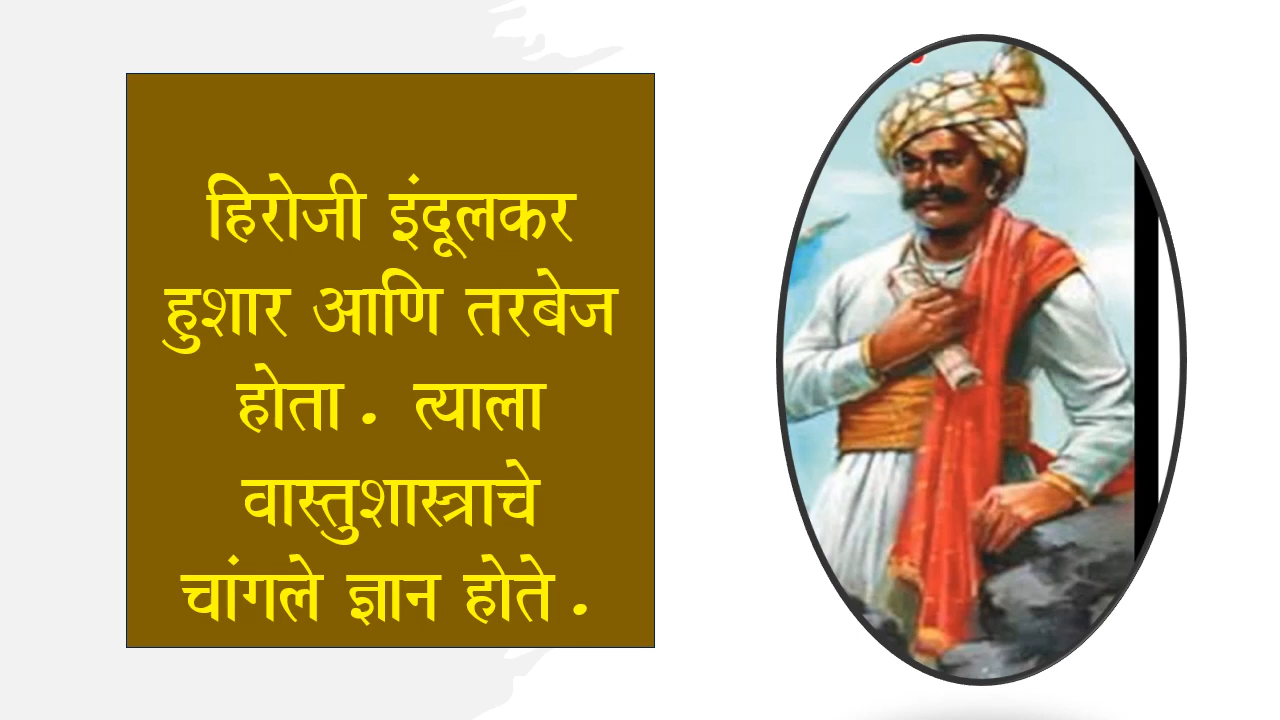 हिरोजी इंदूलकर
हुशार आणि तरबेज
होता. त्याला
वास्तुशास्त्राचे
चांगले ज्ञान होते.